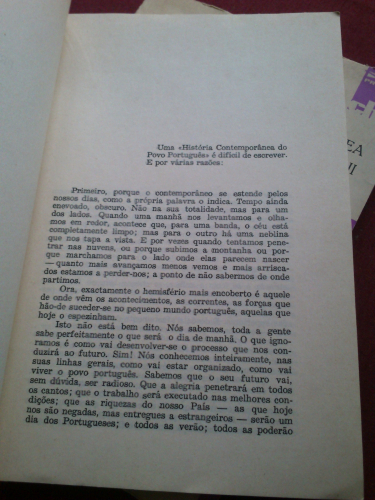 Uma «História Contemporânea do
Povo Português» é difícil de escrever.
E por várias razões:
Primeiro, porque o contemporâneo se estende pelos
nossos dias, como a própria palavra o indica. Tempo ainda
enevoado, obscuro. Não na sua totalidade, mas para um
dos lados. Quando uma manhã nos levantamos e olha-
mos em redor, acontece que, para uma banda, o céu está
completamente limpo; mas para o outro há uma neblina
que nos tapa a vista. E por vezes quando tentamos pene-
trar nas nuvens, ou subimos a montanha ou por-
que marchamos para o lado onde elas parecem nascer
— quanto mais avançamos menos vemos e mais arrisca-
dos estamos a perder-nos; a ponto de não sabermos de onde
partimos.
Ora, exactamente o hemisfério mais encoberto é aquele
de onde vêm os acontecimentos, as correntes, as forças que
hão-de suceder-se no pequeno mundo português, aquelas que
hoje o espezinham.
Isto não está bem dito. Nós sabemos, toda a gente
sabe perfeitamente o que será o dia de manhã. O que igno-
ramos é como vai desenvolver-se o processo que nos con-
duzirá ao futuro. Sim! Nós conhecemos inteiramente, nas
suas linhas gerais, como vai estar organizado, como vai
viver o povo português. Sabemos que o seu futuro vai,
sem dúvida, ser radioso. Que a alegria penetrará em todos
os cantos; que o trabalho será executado nas melhores con-
dições; que as riquezas do nosso País — as que hoje
nos são negadas, mas entregues a estrangeiros — serão um
dia dos Portugueses; e todos as verão; todos as poderão
EA